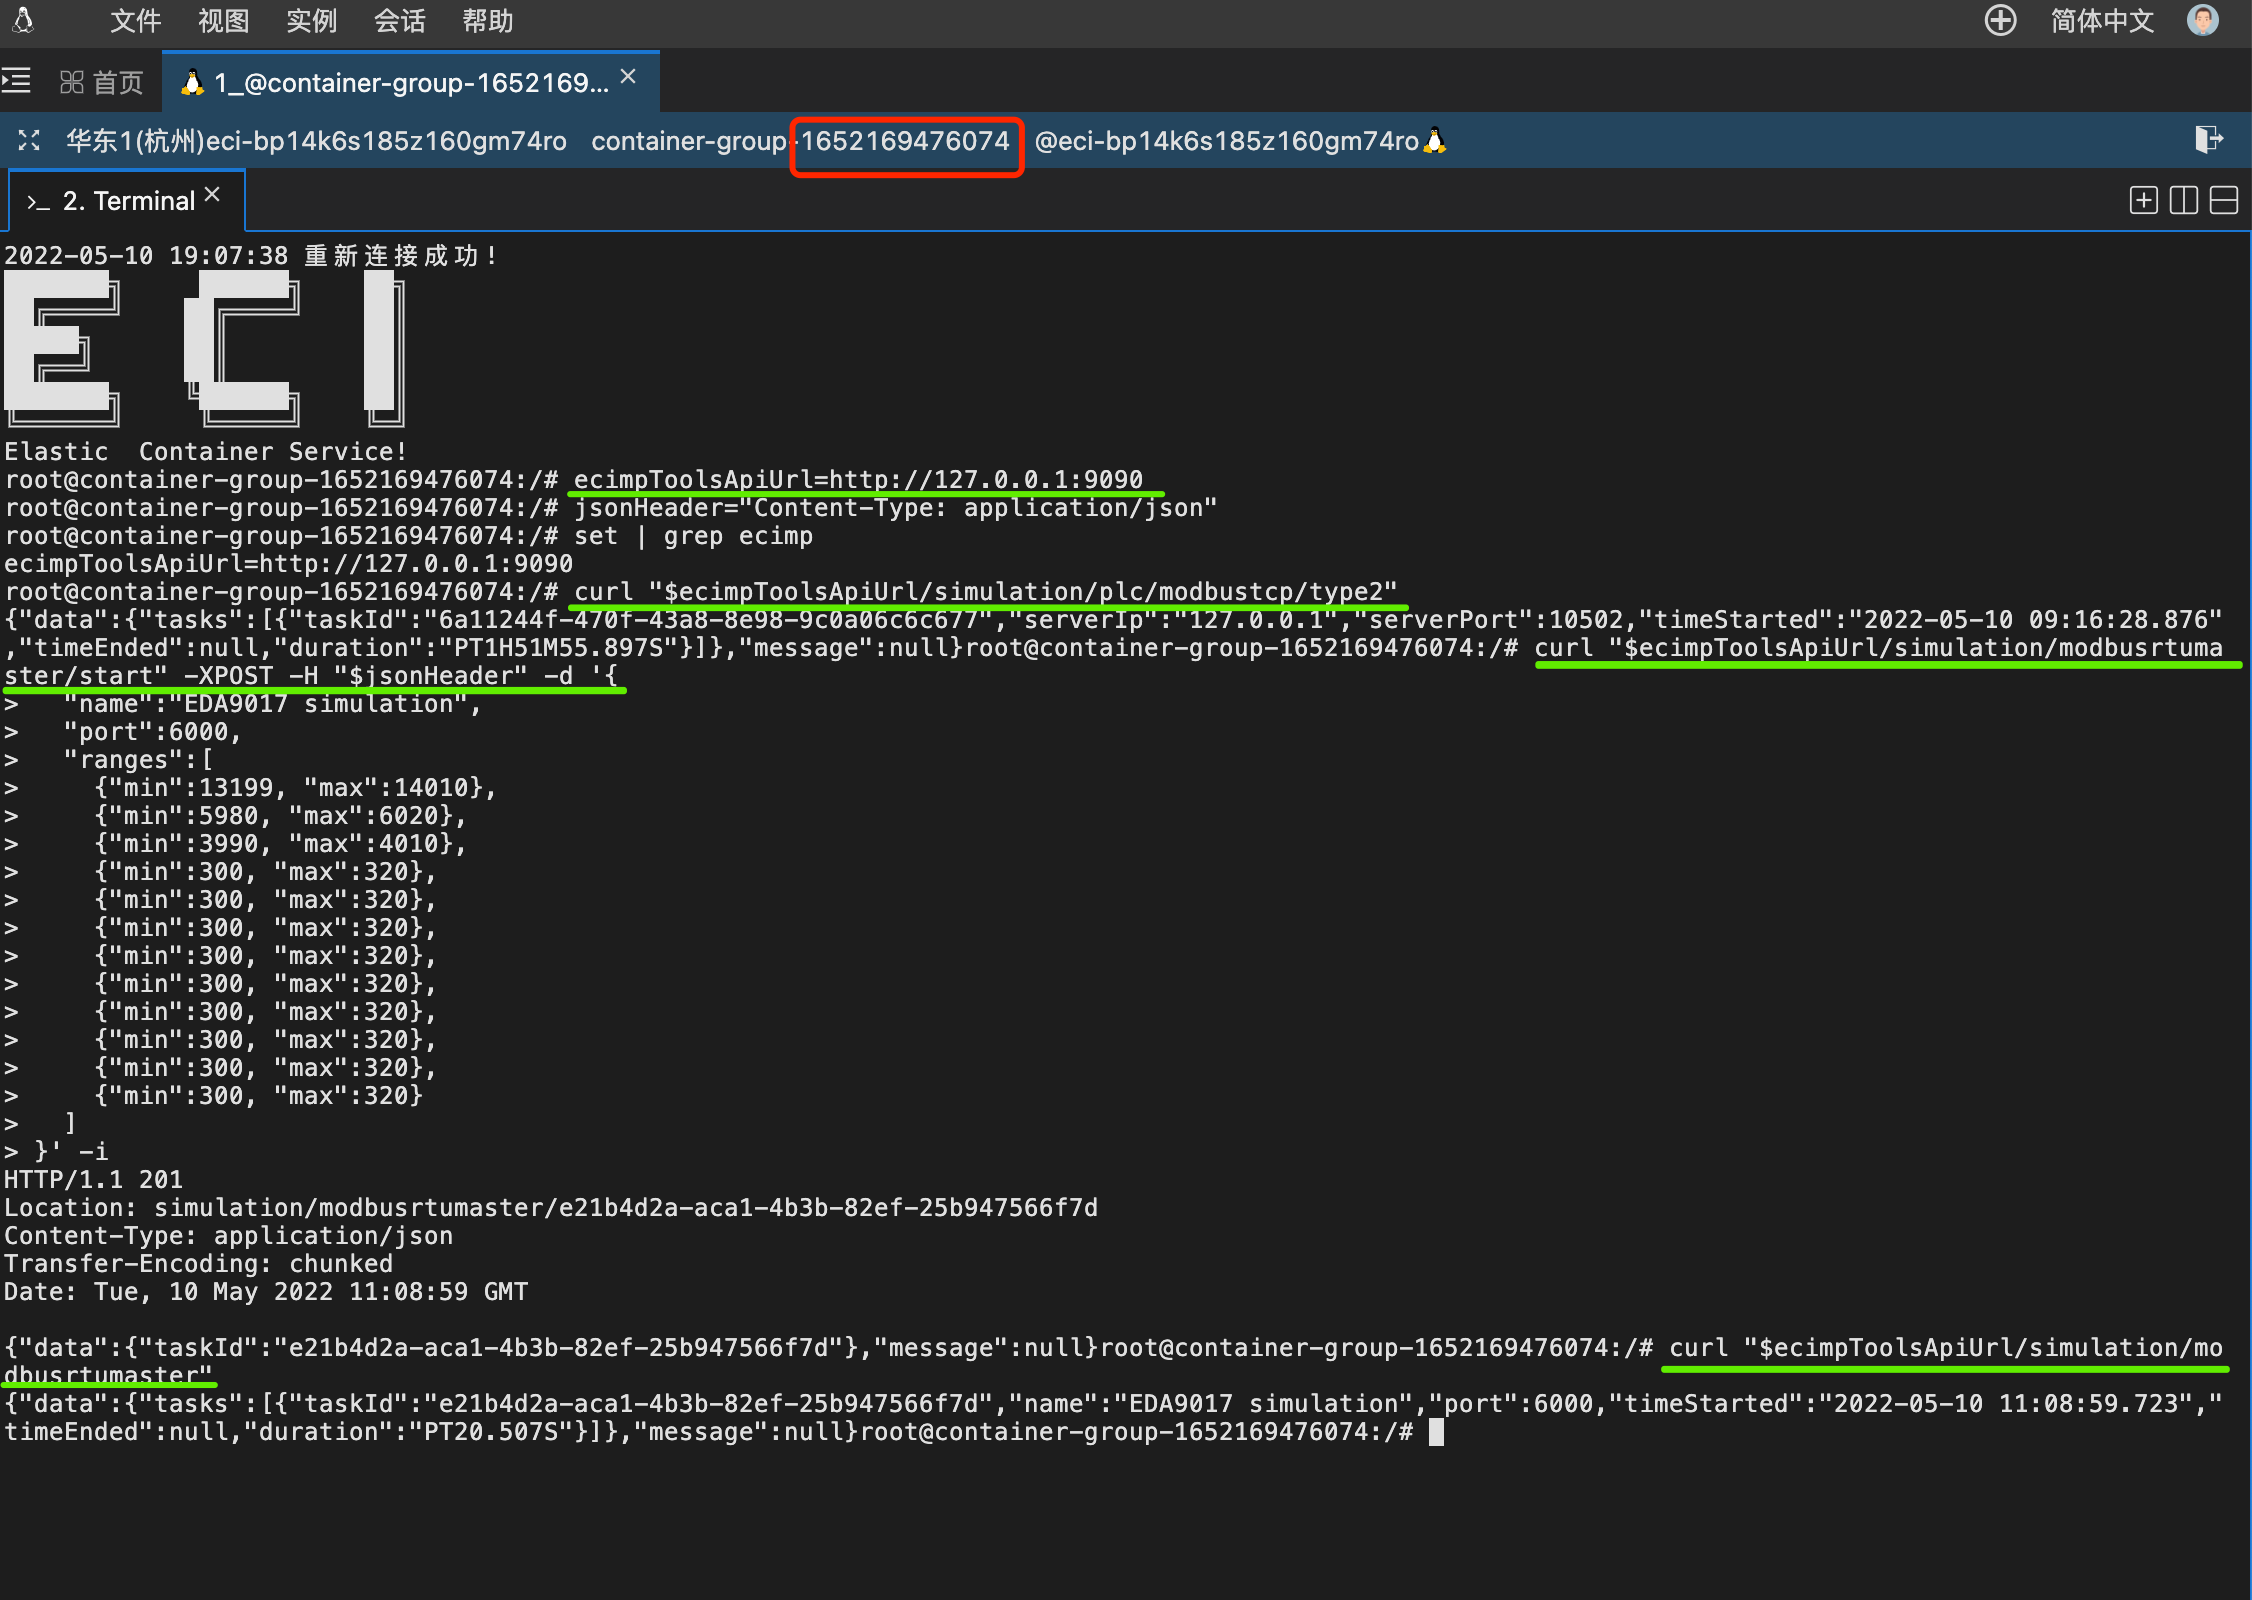 文件 视图 实例 会话 帮助 简体中文
首页 1_@container-group-1652169... ×
华东1(杭州)eci-bp14k6s185z160gm74ro container-group-1652169476074 @eci-bp14k6s185z160gm74ro
>_ 2. Terminal ×
2022-05-10 19:07:38 重新连接成功!
ECI
Elastic  Container Service!
root@container-group-1652169476074:/# ecimpToolsApiUrl=http://127.0.0.1:9090
root@container-group-1652169476074:/# jsonHeader="Content-Type: application/json"
root@container-group-1652169476074:/# set | grep ecimp
ecimpToolsApiUrl=http://127.0.0.1:9090
root@container-group-1652169476074:/# curl "$ecimpToolsApiUrl/simulation/plc/modbustcp/type2"
{"data":{"tasks":[{"taskId":"6a11244f-470f-43a8-8e98-9c0a06c6c677","serverIp":"127.0.0.1","serverPort":10502,"timeStarted":"2022-05-10 09:16:28.876"
,"timeEnded":null,"duration":"PT1H51M55.897S"}]},"message":null}root@container-group-1652169476074:/# curl "$ecimpToolsApiUrl/simulation/modbusrtuma
ster/start" -XPOST -H "$jsonHeader" -d '{
>   "name":"EDA9017 simulation",
>   "port":6000,
>   "ranges":[
>     {"min":13199, "max":14010},
>     {"min":5980, "max":6020},
>     {"min":3990, "max":4010},
>     {"min":300, "max":320},
>     {"min":300, "max":320},
>     {"min":300, "max":320},
>     {"min":300, "max":320},
>     {"min":300, "max":320},
>     {"min":300, "max":320},
>     {"min":300, "max":320},
>     {"min":300, "max":320},
>     {"min":300, "max":320}
>   ]
> }' -i
HTTP/1.1 201
Location: simulation/modbusrtumaster/e21b4d2a-aca1-4b3b-82ef-25b947566f7d
Content-Type: application/json
Transfer-Encoding: chunked
Date: Tue, 10 May 2022 11:08:59 GMT
{"data":{"taskId":"e21b4d2a-aca1-4b3b-82ef-25b947566f7d"},"message":null}root@container-group-1652169476074:/# curl "$ecimpToolsApiUrl/simulation/mo
dbusrtumaster"
{"data":{"tasks":[{"taskId":"e21b4d2a-aca1-4b3b-82ef-25b947566f7d","name":"EDA9017 simulation","port":6000,"timeStarted":"2022-05-10 11:08:59.723","
timeEnded":null,"duration":"PT20.507S"}]},"message":null}root@container-group-1652169476074:/#